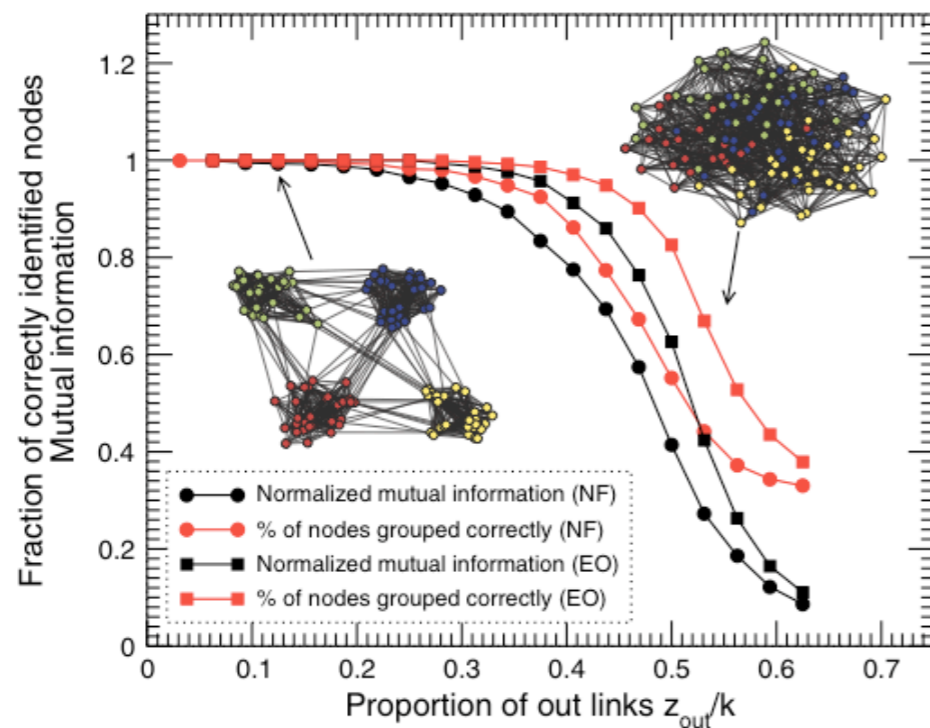 Fraction of correctly identified nodes
Mutual information
1.2
1
0.8
0.6
0.4
0.2
0
Normalized mutual information (NF)
% of nodes grouped correctly (NF)
Normalized mutual information (EO)
% of nodes grouped correctly (EO)
0 0.1 0.2 0.3 0.4 0.5 0.6 0.7
Proportion of out links z_out/k